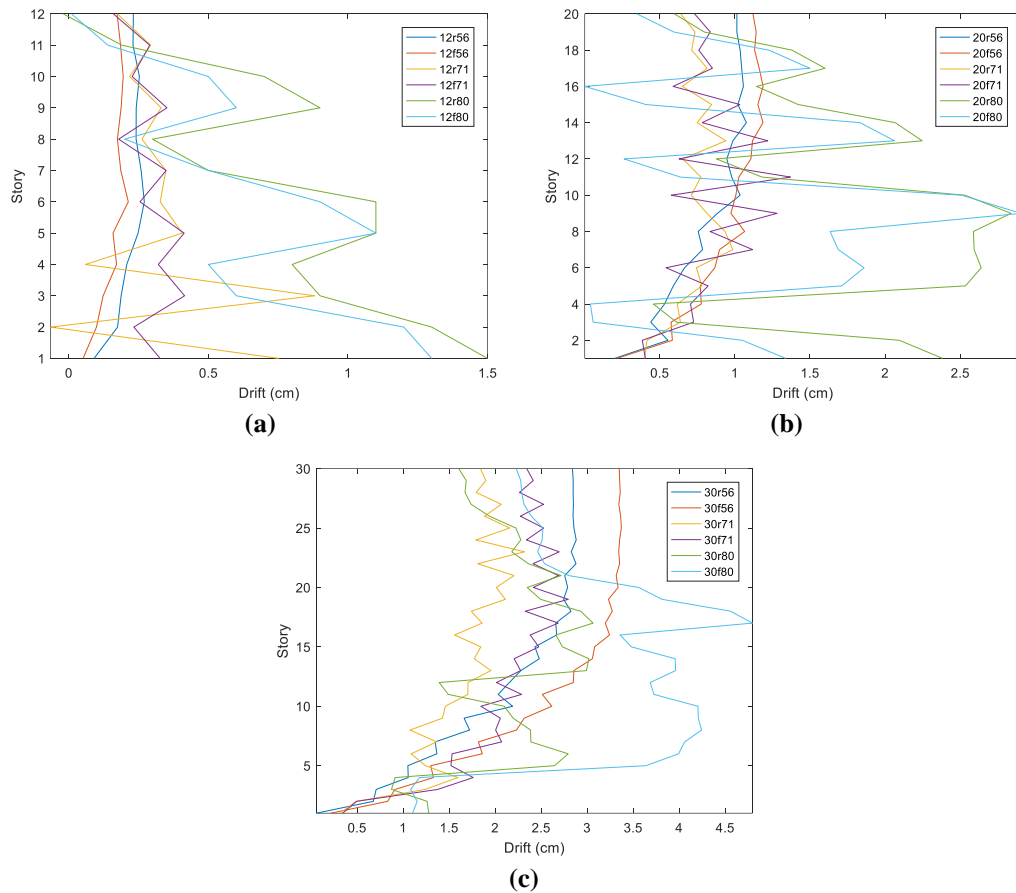 12
11
10
9
8
7
6
5
4
3
2
1
Story
0
0.5
1
1.5
Drift (cm)
12r56
12f56
12r71
12f71
12r80
12f80
(a)
20
18
16
14
12
10
8
6
4
2
Story
0.5
1
1.5
2
2.5
Drift (cm)
20r56
20f56
20r71
20f71
20r80
20f80
(b)
30
25
20
15
10
5
Story
0.5
1
1.5
2
2.5
3
3.5
4
4.5
Drift (cm)
30r56
30f56
30r71
30f71
30r80
30f80
(c)